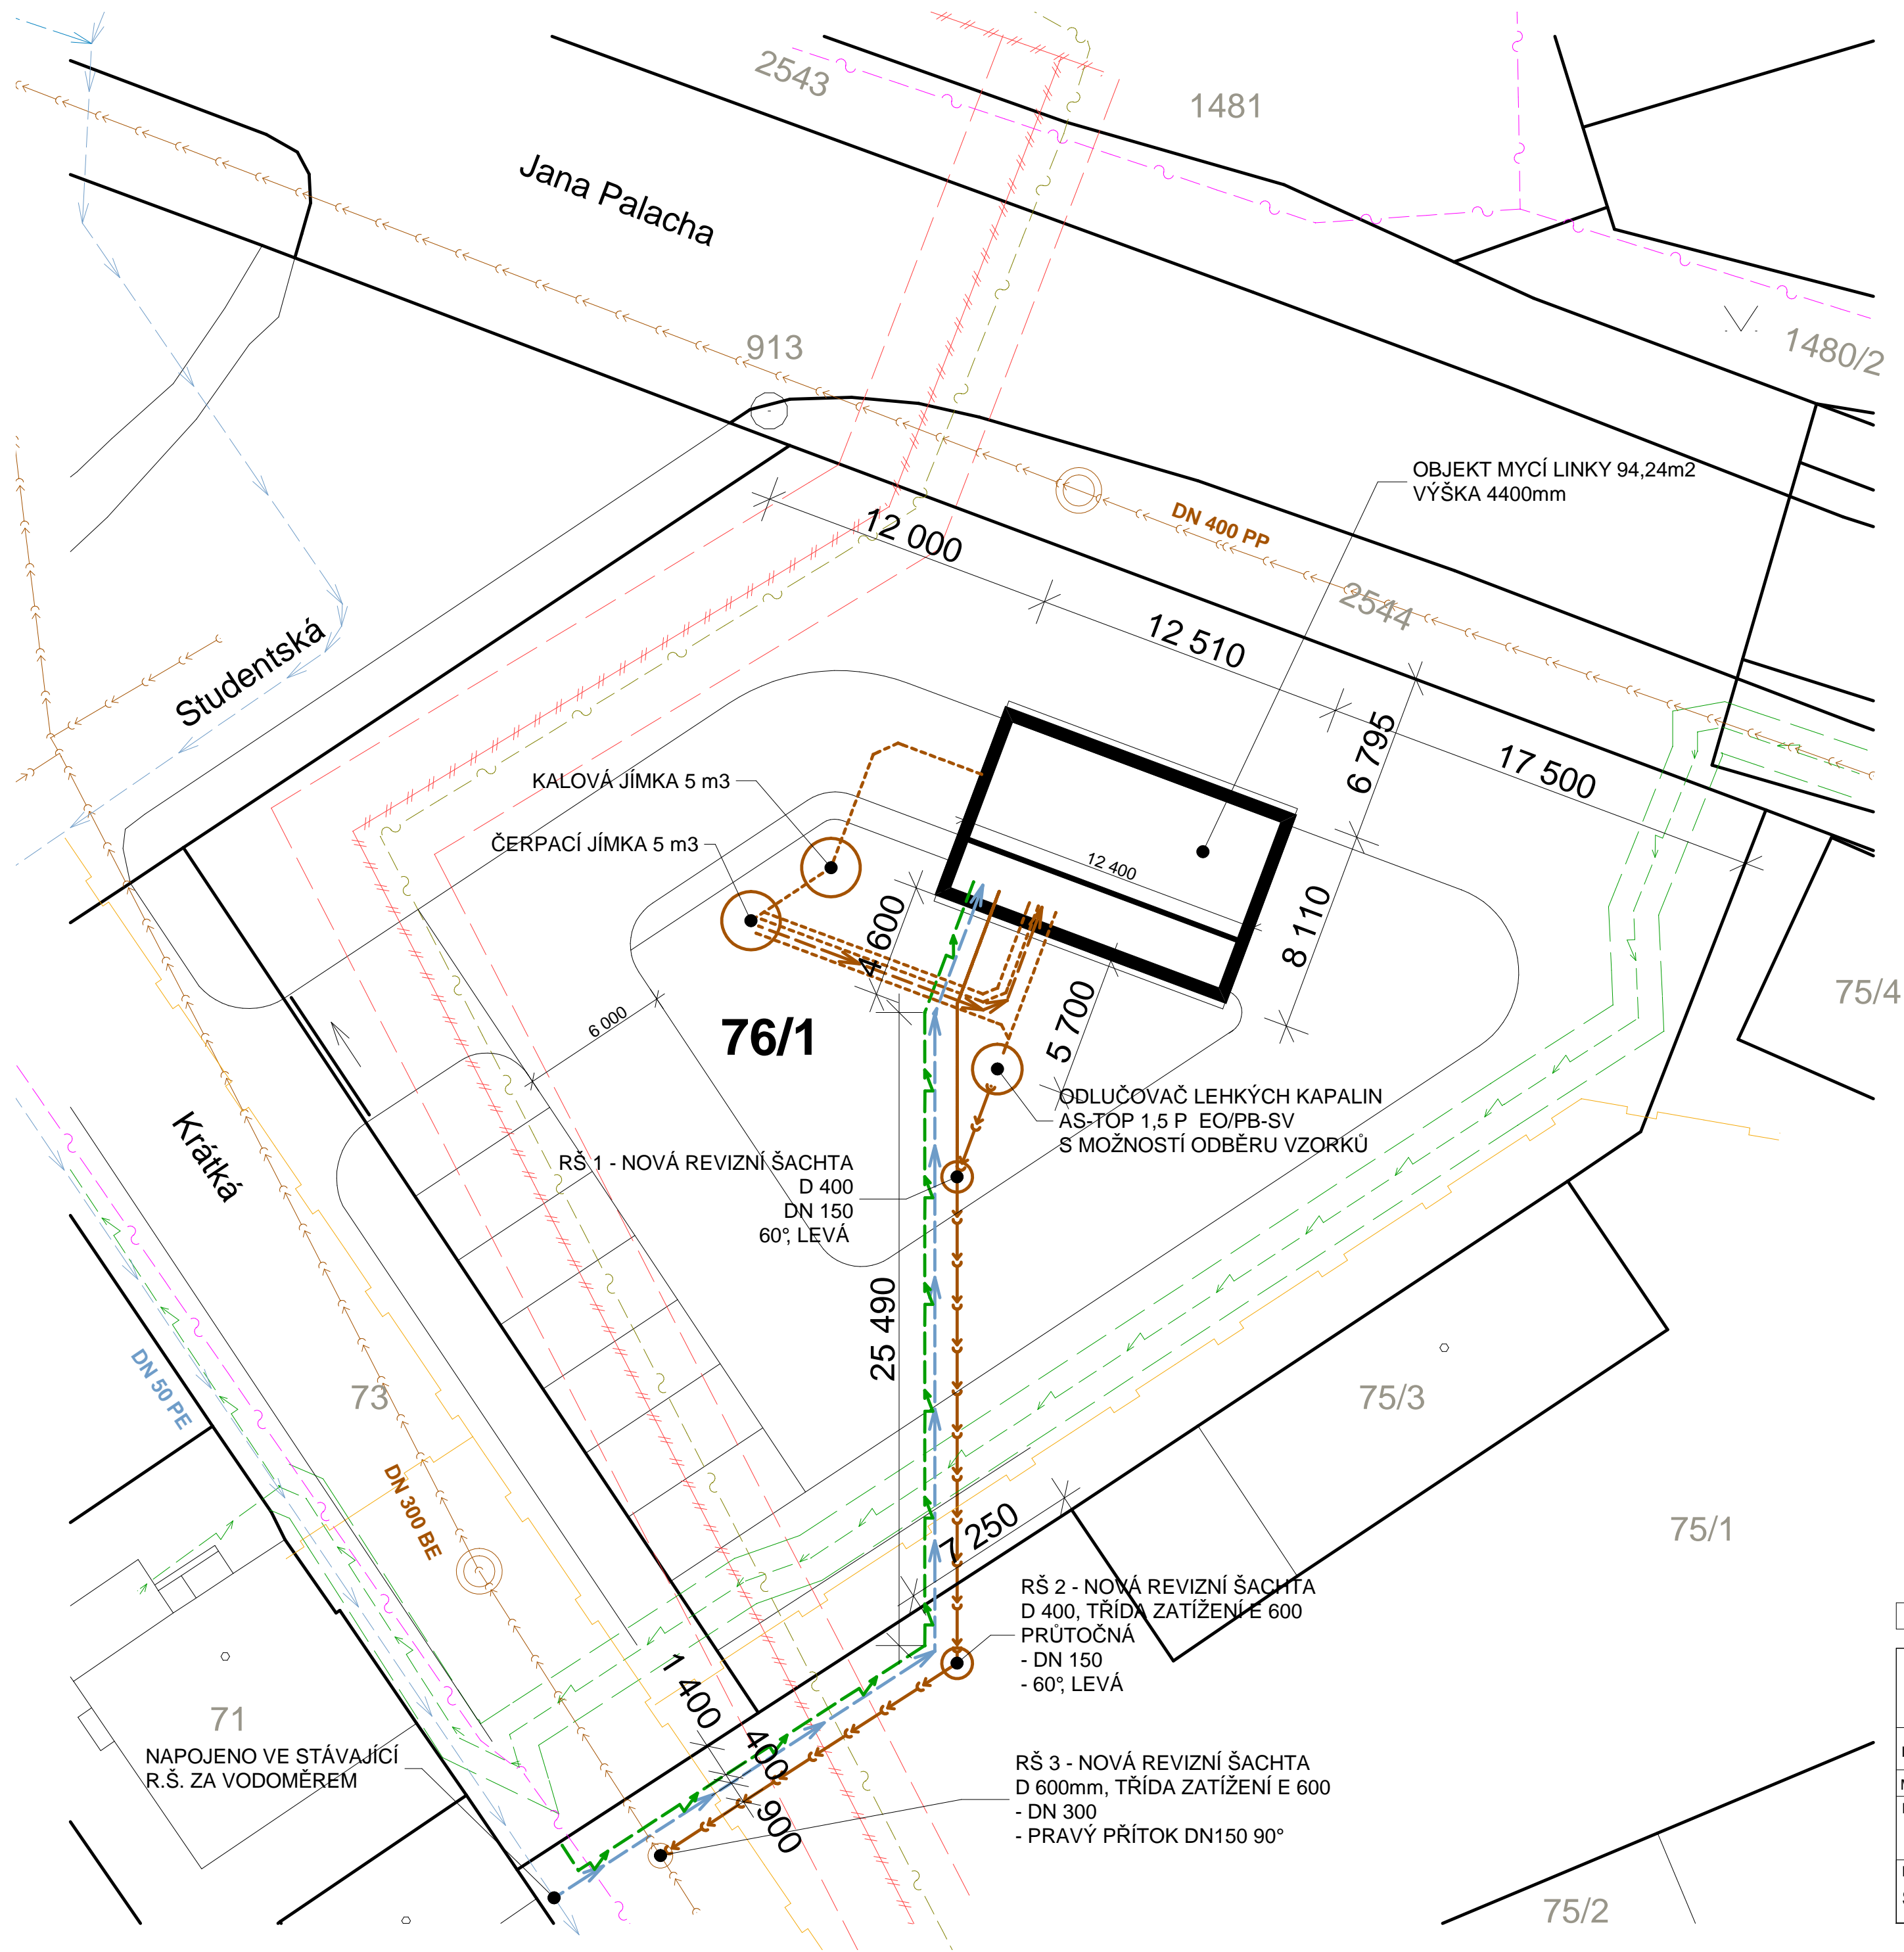 2543
1481
Jana Palacha
913
1480/2
OBJEKT MYCÍ LINKY 94,24m2
VÝŠKA 4400mm
DN 400 PP
12 000
2544
12 510
Studentská
6 795
17 500
KALOVÁ JÍMKA 5 m3
ČERPACÍ JÍMKA 5 m3
12 400
4 600
8 110
75/4
6 000
76/1
5 700
ODLUČOVAČ LEHKÝCH KAPALIN
AS-TOP 1,5 P EO/PB-SV
S MOŽNOSTÍ ODBĚRU VZORKŮ
Krátká
RŠ 1 - NOVÁ REVIZNÍ ŠACHTA
D 400
DN 150
60°, LEVÁ
25 490
DN 50 PE
73
75/3
DN 300 BE
7 250
75/1
RŠ 2 - NOVÁ REVIZNÍ ŠACHTA
D 400, TŘÍDA ZATÍŽENÍ E 600
PRŮTOČNÁ
- DN 150
- 60°, LEVÁ
1 400
400
900
71
NAPOJENO VE STÁVAJÍCÍ
R.Š. ZA VODOMĚREM
RŠ 3 - NOVÁ REVIZNÍ ŠACHTA
D 600mm, TŘÍDA ZATÍŽENÍ E 600
- DN 300
- PRAVÝ PŘÍTOK DN150 90°
75/2